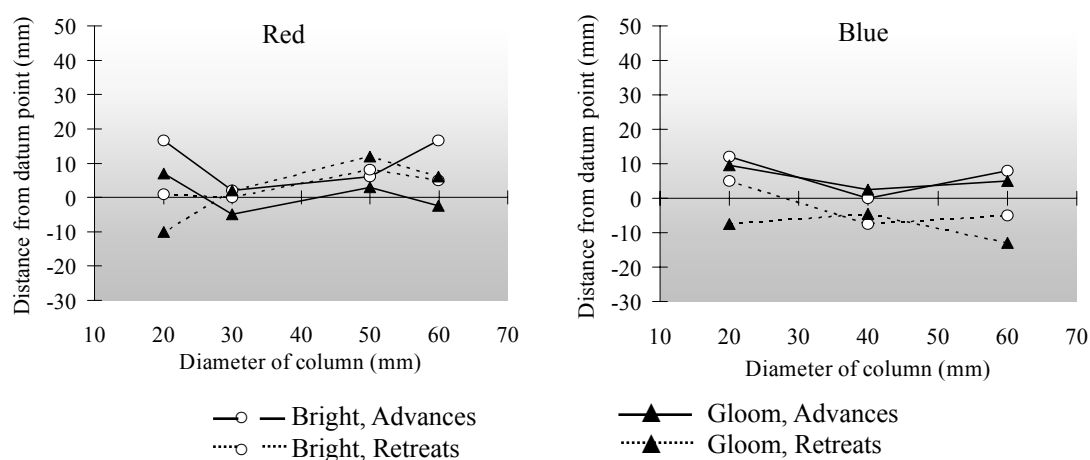 Red
Distance from datum point (mm)
50
40
30
20
10
0
-10
-20
-30
10 20 30 40 50 60 70
Diameter of column (mm)
Blue
Distance from datum point (mm)
50
40
30
20
10
0
-10
-20
-30
10 20 30 40 50 60 70
Diameter of column (mm)
Bright, Advances
Bright, Retreats
Gloom, Advances
Gloom, Retreats